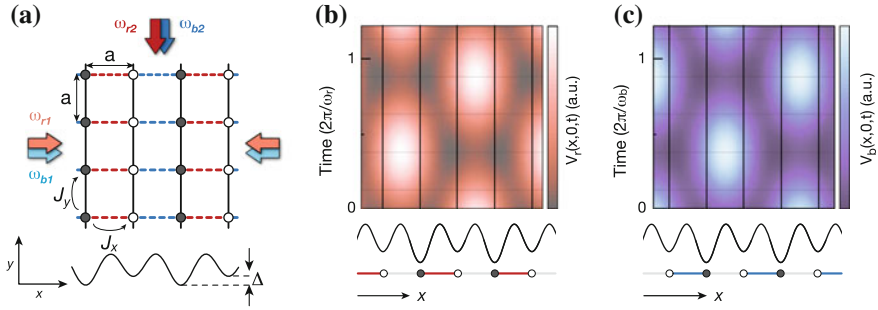 (a)
ω_r2
ω_b2
a
a
ω_r1
ω_b1
J_y
J_x
y
x
Δ
(b)
Time (2π/ω_r)
1
0
V_r(x,0,t) (a.u.)
x
(c)
Time (2π/ω_b)
1
0
V_b(x,0,t) (a.u.)
x